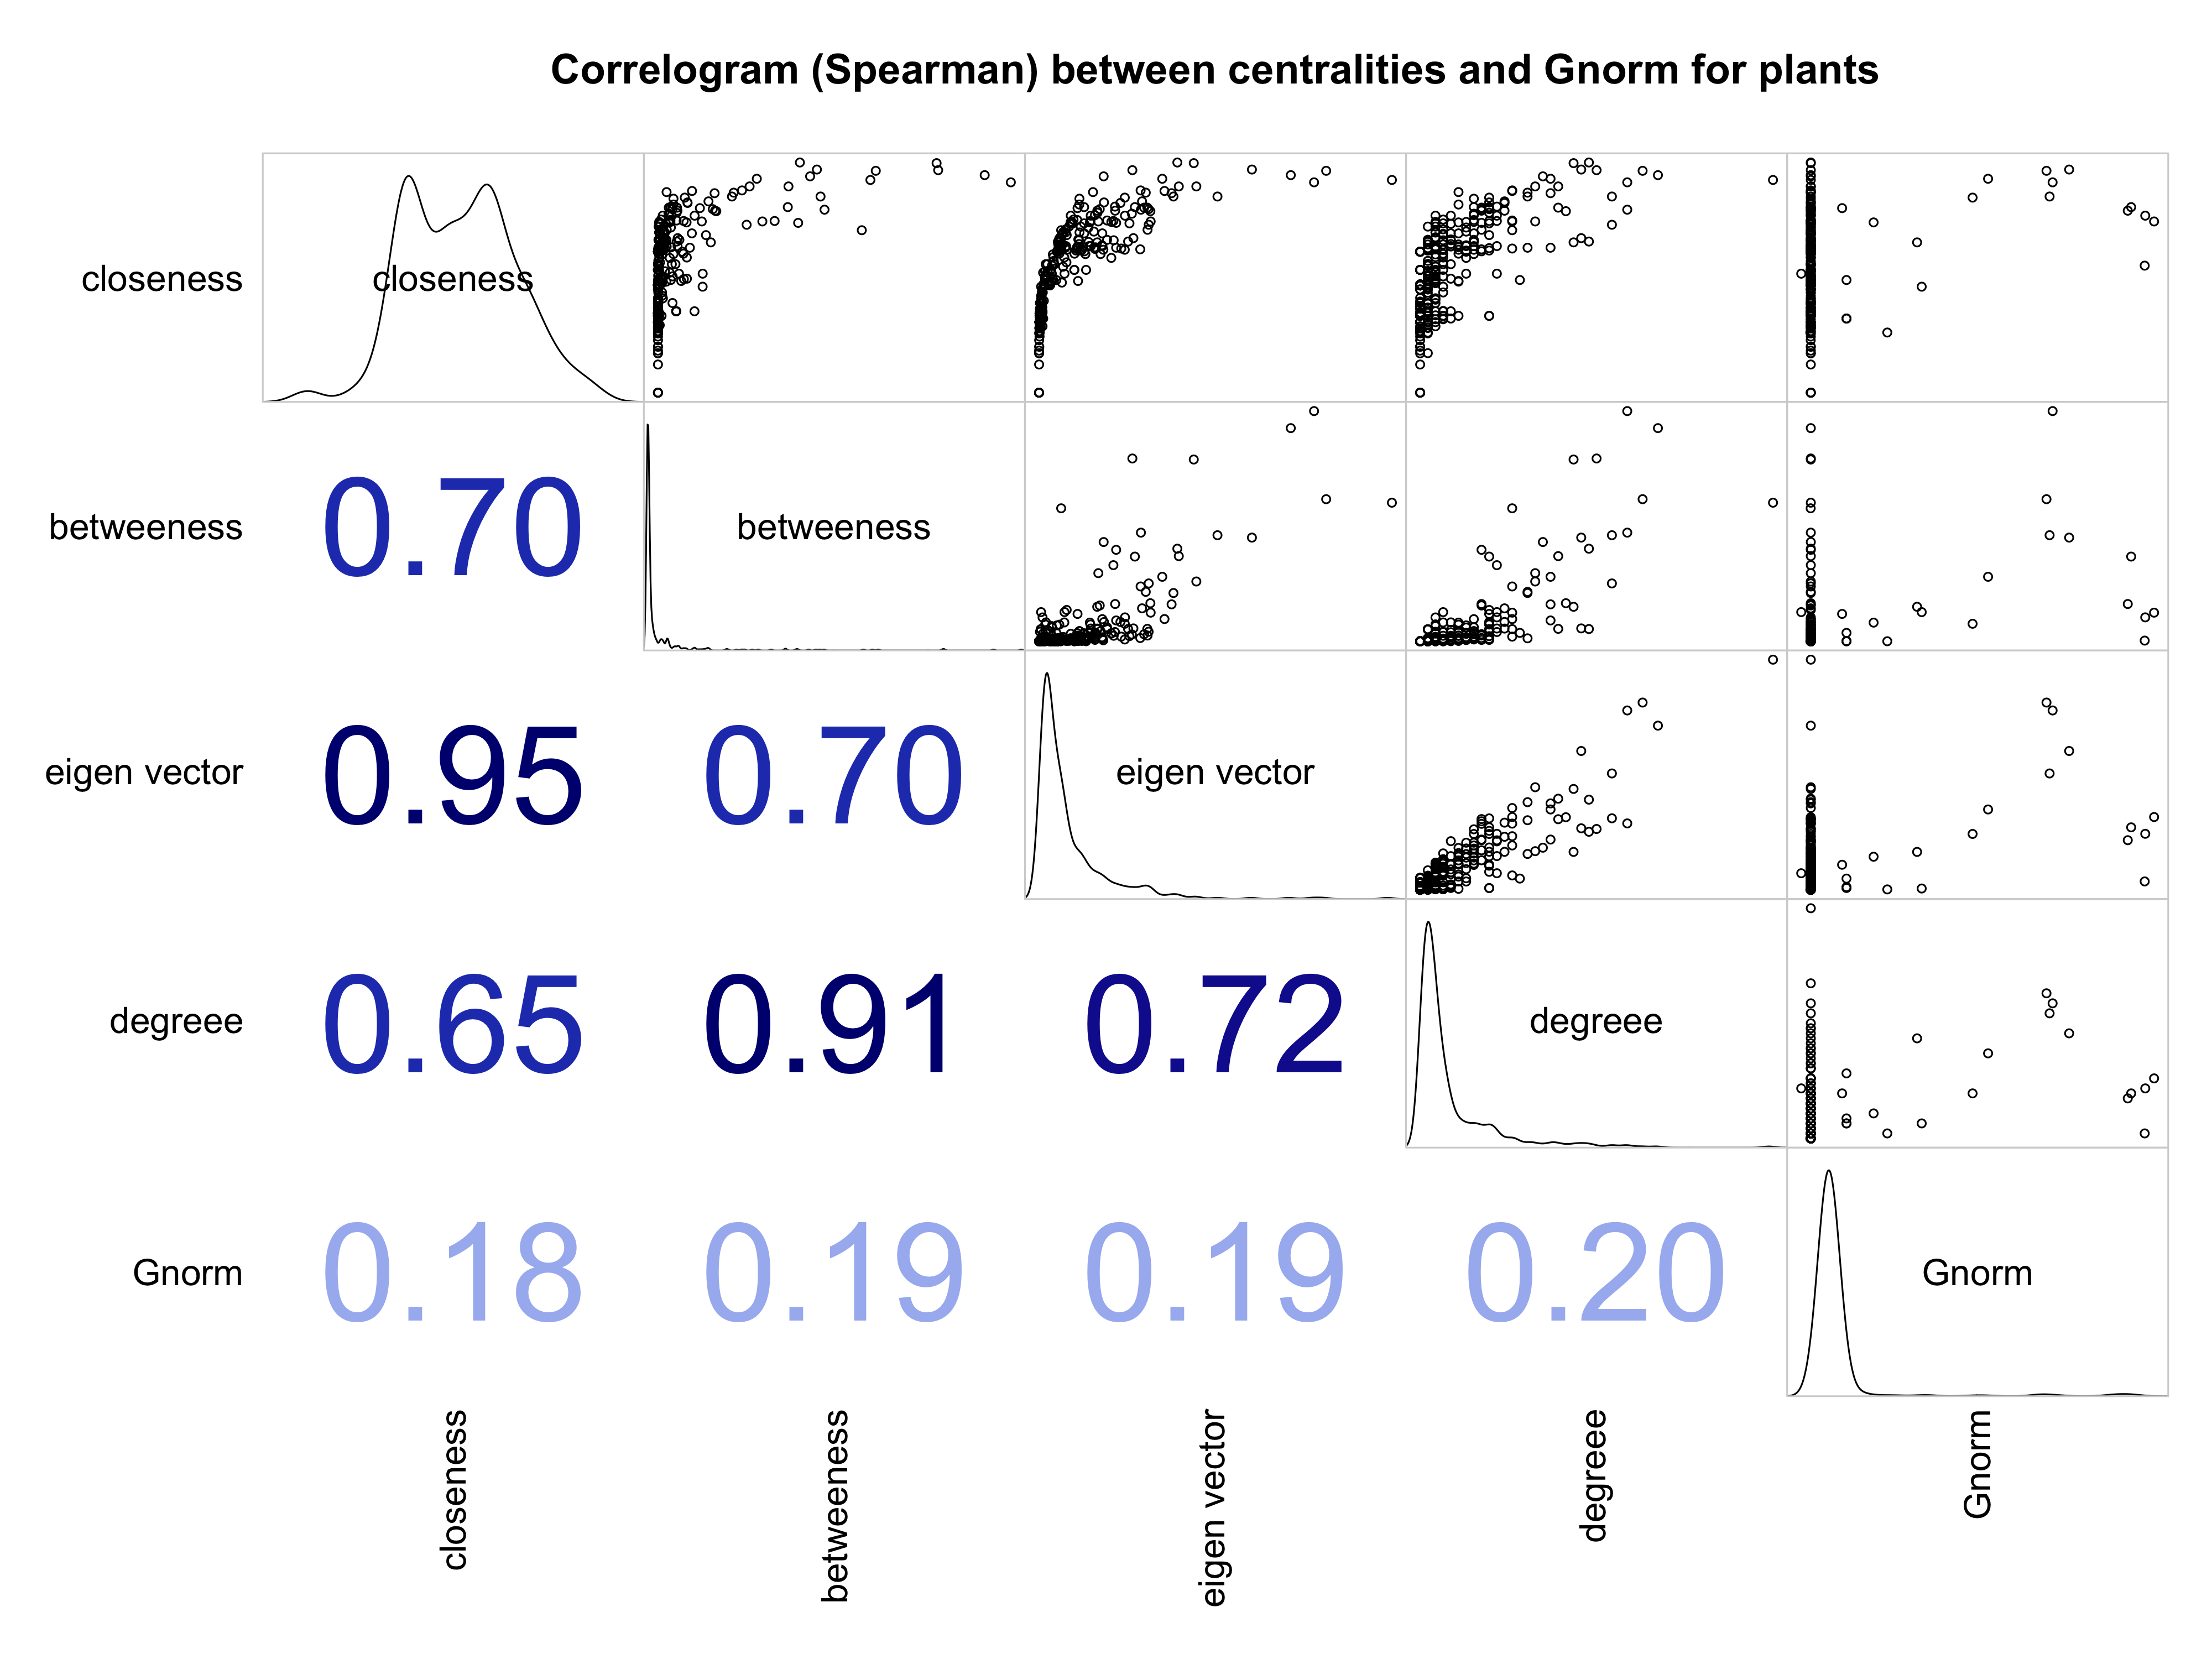 Correlogram (Spearman) between centralities and Gnorm for plants
closeness
closeness
betweeness
0.70
betweeness
eigen vector
0.95
0.70
eigen vector
degreee
0.65
0.91
0.72
degreee
Gnorm
0.18
0.19
0.19
0.20
Gnorm
closeness
betweeness
eigen vector
degreee
Gnorm